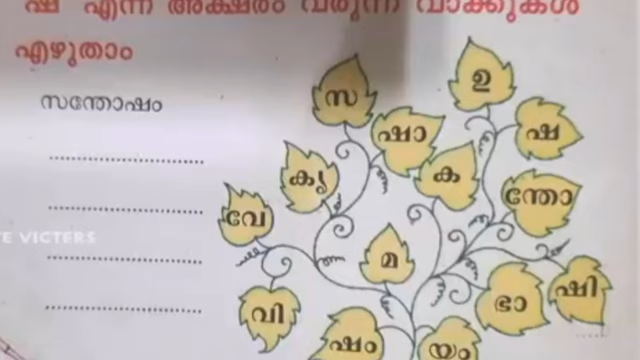 ഷ എന്ന അക്ഷരം വരുന്ന വാക്കുകൾ
എഴുതാം
സന്തോഷം
സ
ഉ
ഷാ
ഷ
കൃ
ക
ന്തോ
വേ
VICTERS
മ
വി
ഭാ
ഷി
ഷം
യം